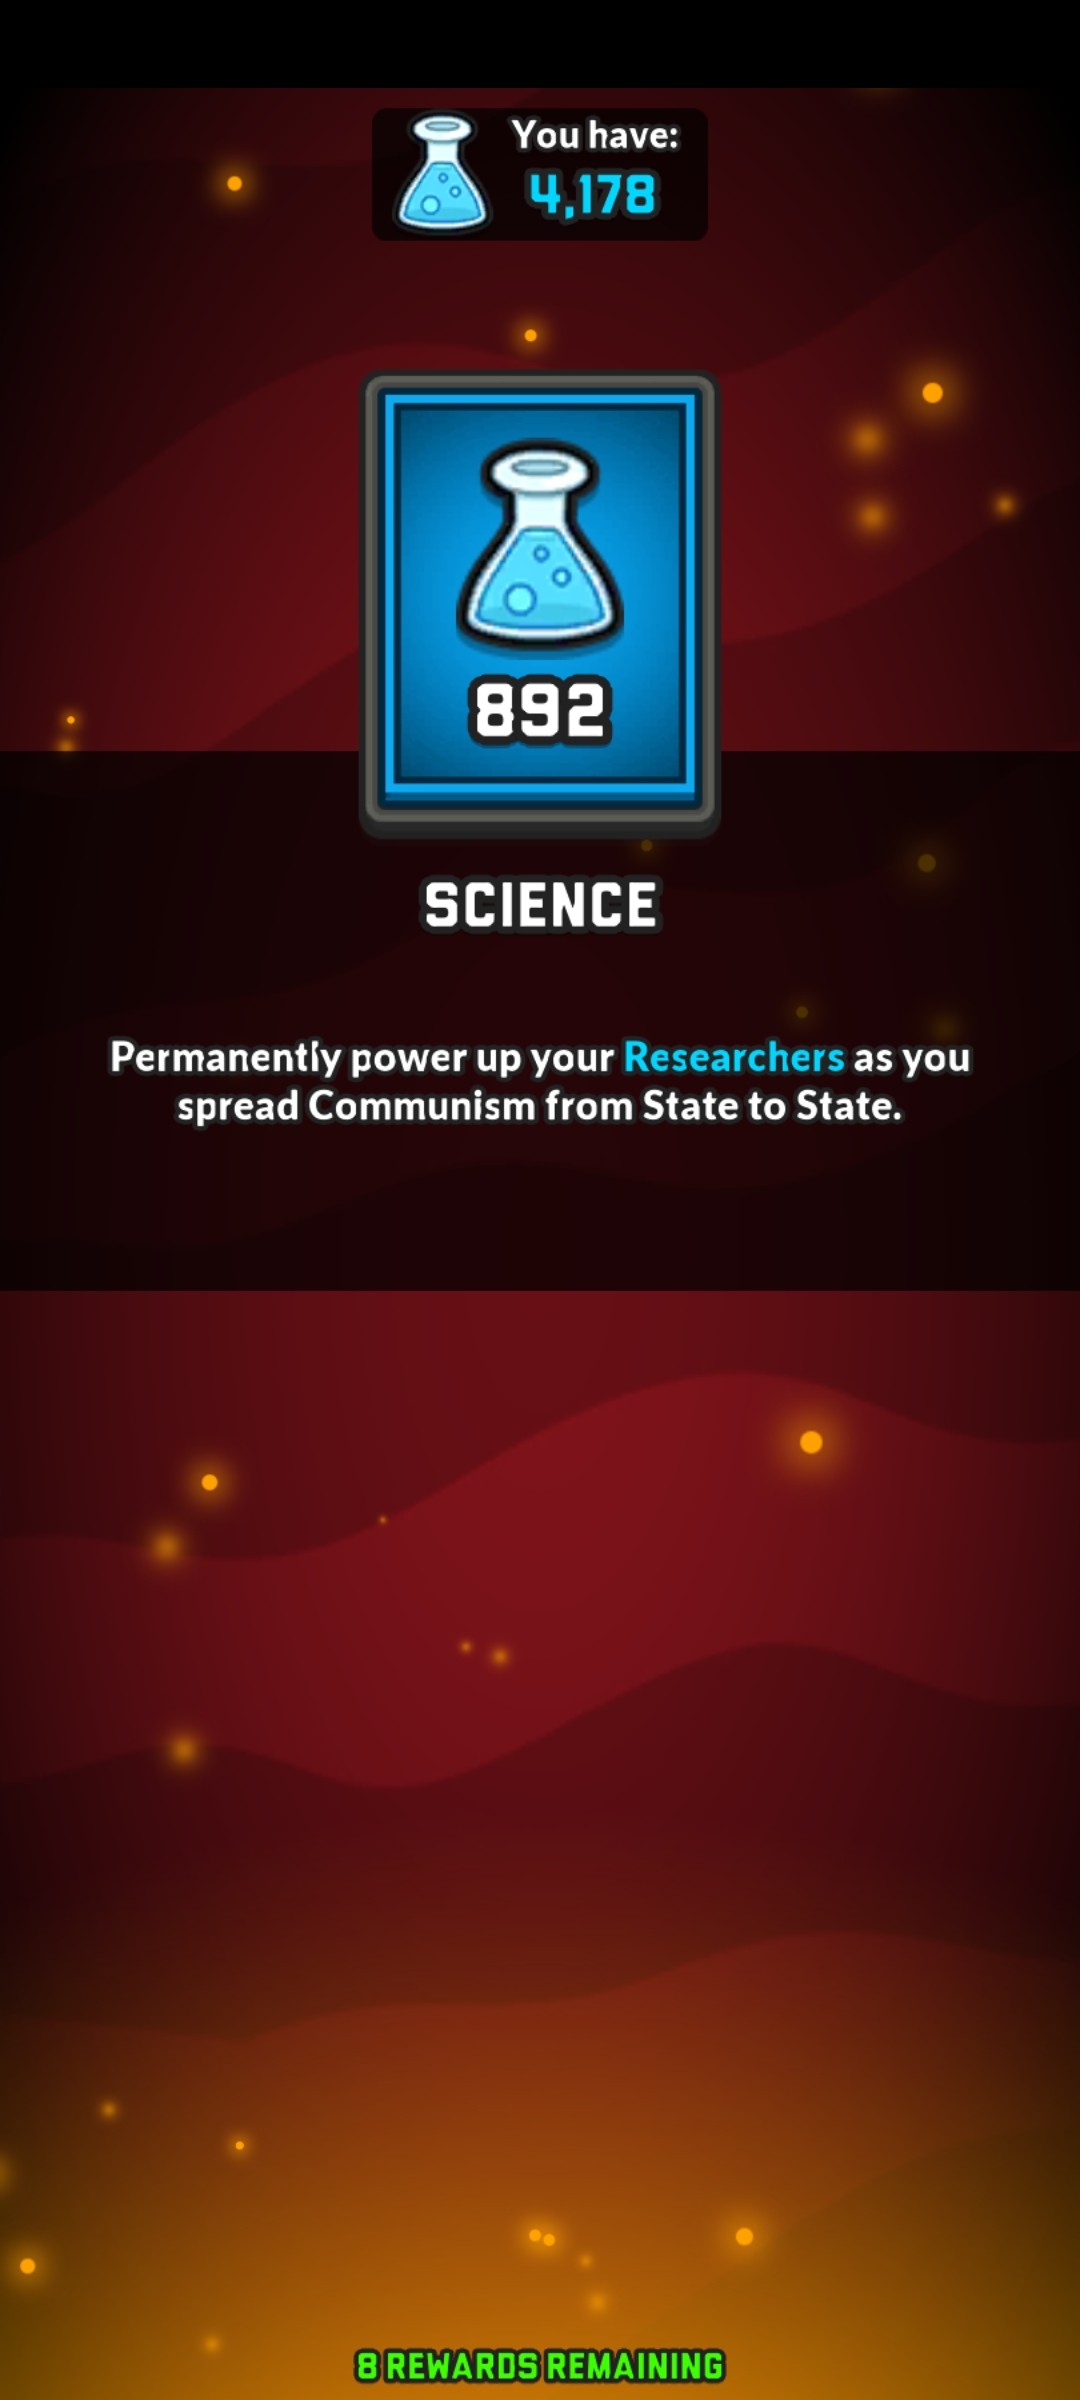 You have:
4,178
892
SCIENCE
Permanently power up your Researchers as you
spread Communism from State to State.
8 REWARDS REMAINING